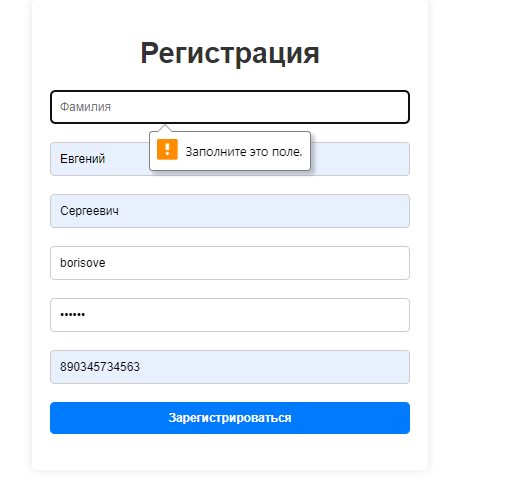 Регистрация
Фамилия
Заполните это поле.
Евгений
Сергеевич
borisove
••••••
890345734563
Зарегистрироваться